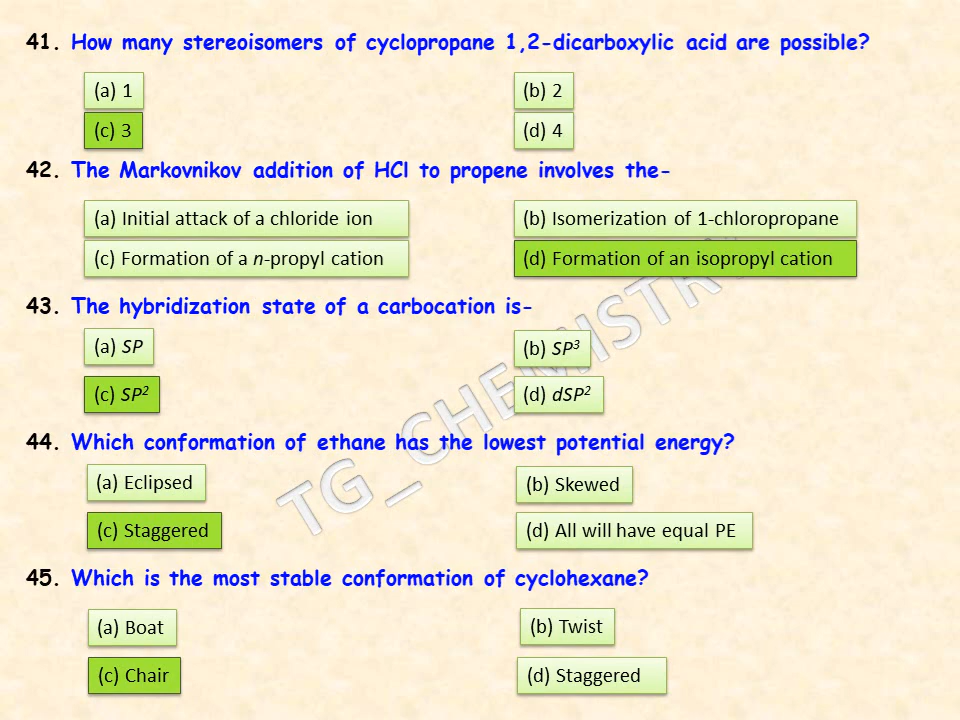 41. How many stereoisomers of cyclopropane 1,2-dicarboxylic acid are possible?
(a) 1
(b) 2
(c) 3
(d) 4
42. The Markovnikov addition of HCl to propene involves the-
(a) Initial attack of a chloride ion
(b) Isomerization of 1-chloropropane
(c) Formation of a n-propyl cation
(d) Formation of an isopropyl cation
43. The hybridization state of a carbocation is-
(a) SP
(b) SP³
(c) SP²
(d) dSP²
44. Which conformation of ethane has the lowest potential energy?
(a) Eclipsed
(b) Skewed
(c) Staggered
(d) All will have equal PE
45. Which is the most stable conformation of cyclohexane?
(a) Boat
(b) Twist
(c) Chair
(d) Staggered